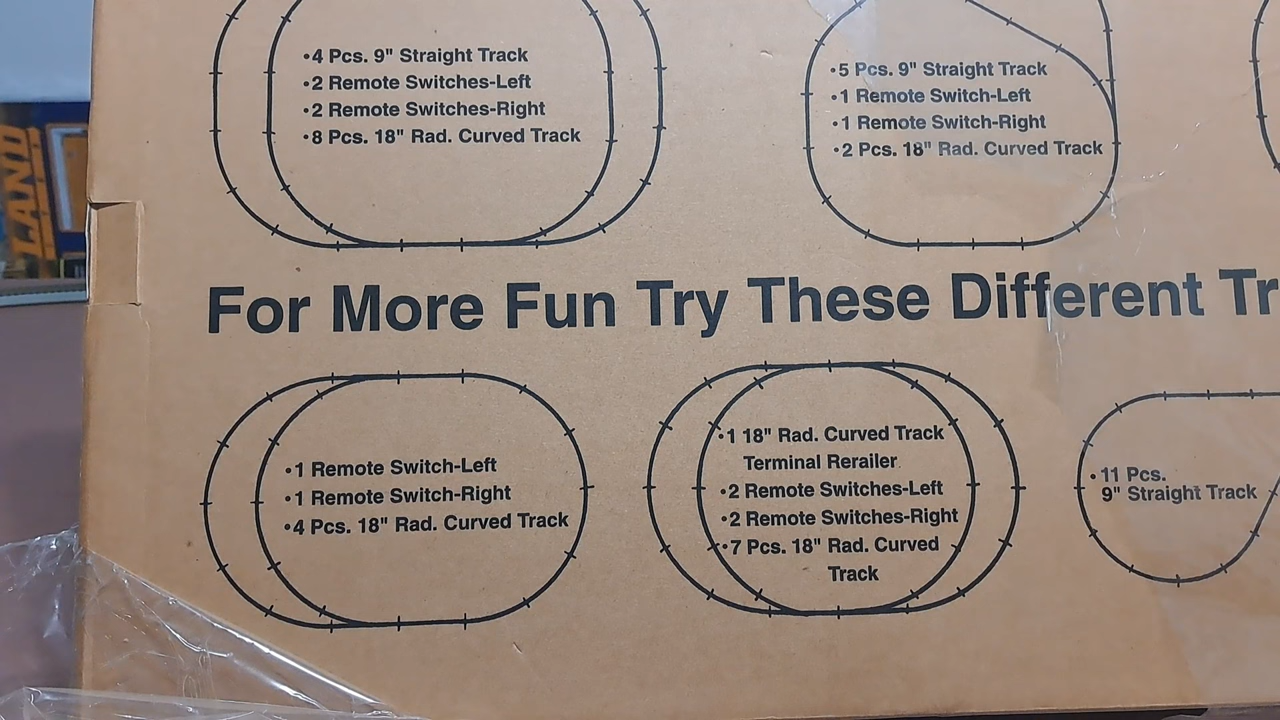 •4 Pcs. 9" Straight Track
•2 Remote Switches-Left
•2 Remote Switches-Right
•8 Pcs. 18" Rad. Curved Track
•5 Pcs. 9" Straight Track
•1 Remote Switch-Left
•1 Remote Switch-Right
•2 Pcs. 18" Rad. Curved Track
LAND
For More Fun Try These Different Tr
•1 Remote Switch-Left
•1 Remote Switch-Right
•4 Pcs. 18" Rad. Curved Track
•1 18" Rad. Curved Track
Terminal Rerailer
•2 Remote Switches-Left
•2 Remote Switches-Right
•7 Pcs. 18" Rad. Curved
Track
•11 Pcs.
9" Straight Track